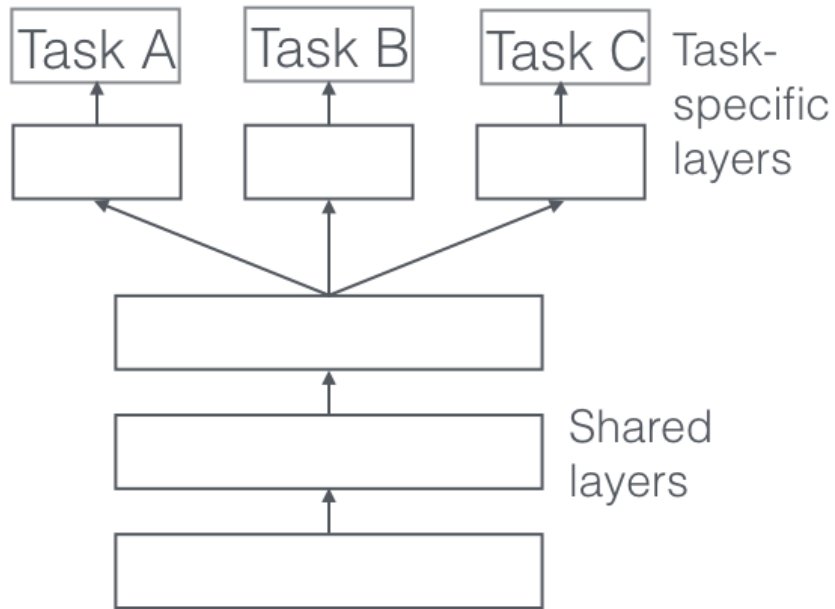 Task A
Task B
Task C
Task-
specific
layers
Shared
layers